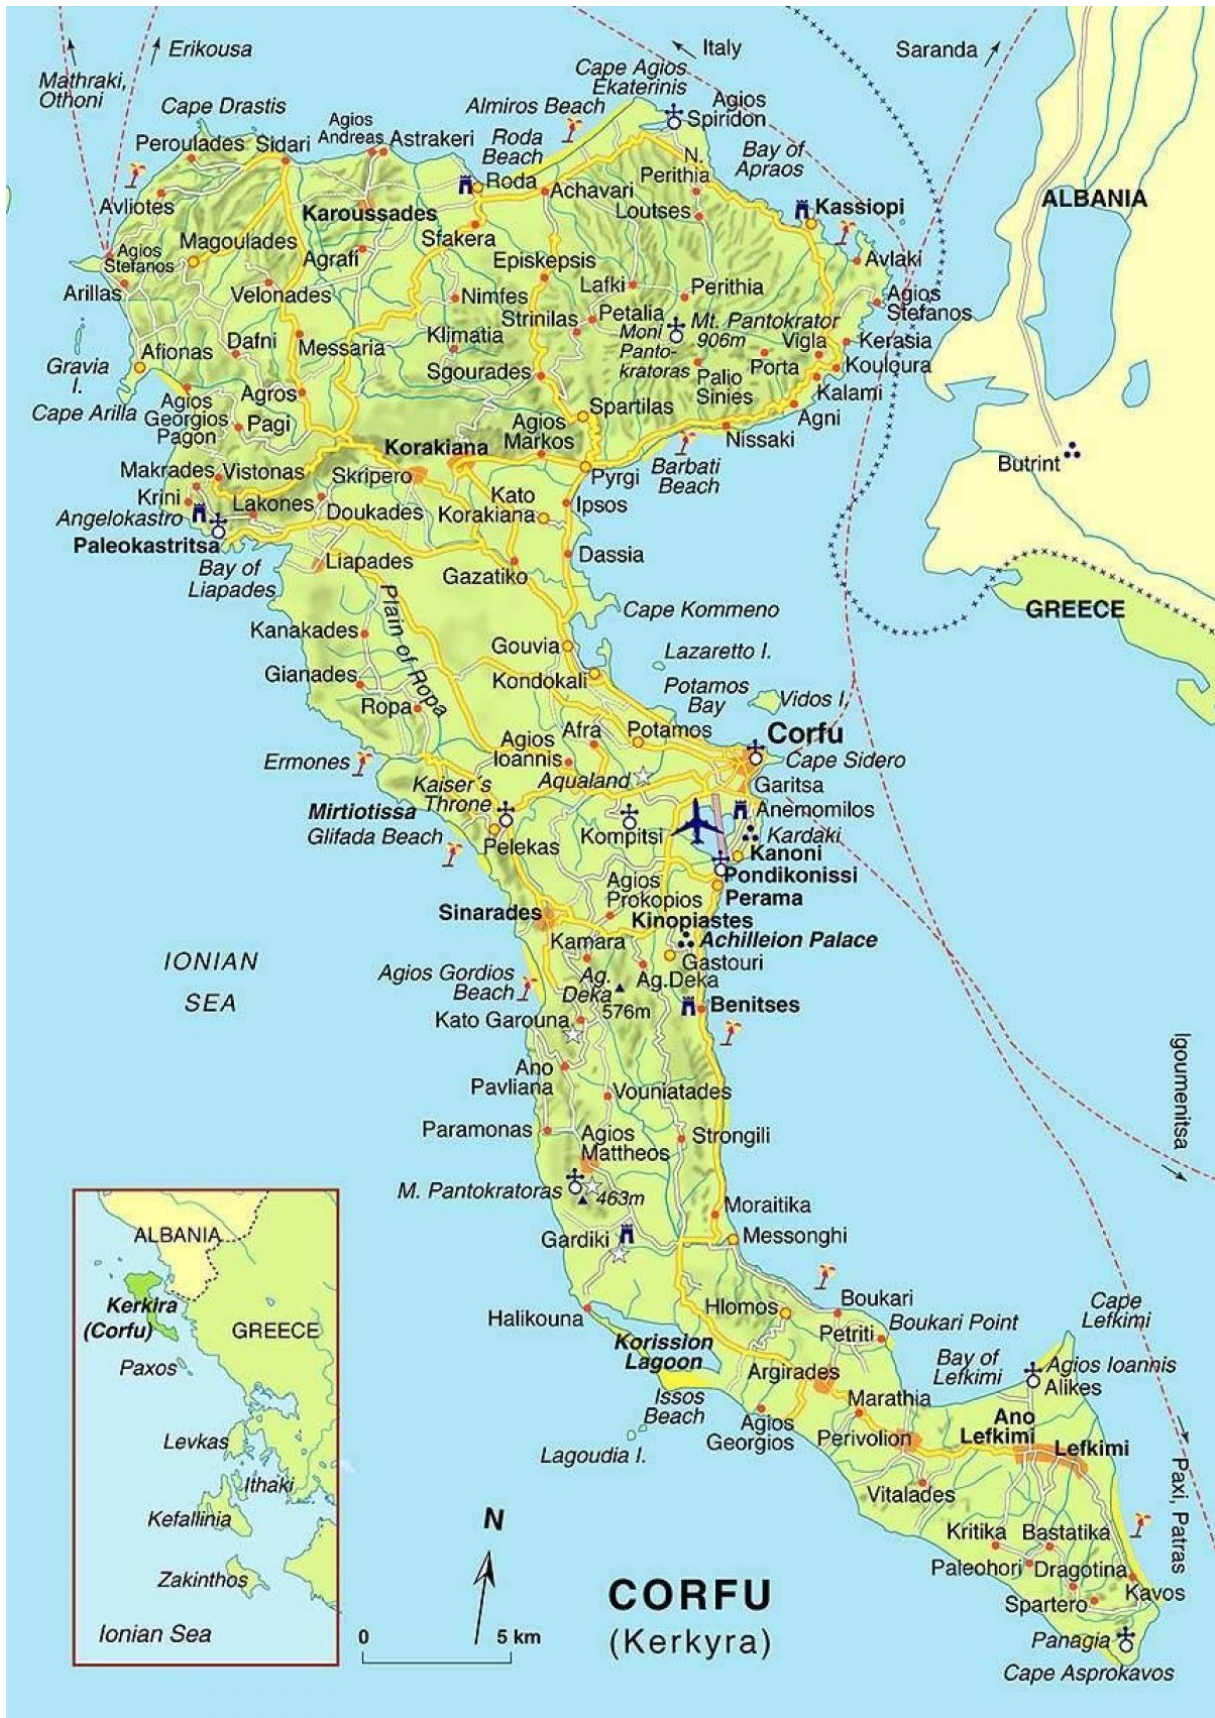 Italy
Saranda
Erikousa
Mathraki,
Othoni
Cape Agios
Ekaterinis
Cape Drastis
Almiros Beach
Agios
Spiridon
Agios
Andreas
Astrakeri
Roda
Beach
Peroulades
Sidari
Bay of
Apraos
N.
Perithia
Roda
Achavari
Avliotes
Karoussades
Loutses
Kassiopi
ALBANIA
Sfakera
Magoulades
Agrafi
Agios
Stefanos
Episkepsis
Avlaki
Arillas
Velonades
Nimfes
Lafki
Perithia
Agios
Stefanos
Strinilas
Petalia
Moni
Panto-
kratoras
Mt. Pantokrator
906m
Klimatia
Dafni
Messaria
Vigla
Kerasia
Afionas
Gravia
I.
Sgourades
Palio
Sinies
Porta
Kouloura
Kalami
Agros
Cape Arilla
Agios
Georgios
Pagon
Pagi
Spartilas
Agios
Markos
Agni
Nissaki
Korakiana
Makrades
Vistonas
Skripero
Pyrgi
Barbati
Beach
Butrint
Krini
Lakones
Kato
Korakiana
Ipsos
Angelokastro
Doukades
Paleokastritsa
Liapades
Dassia
Bay of
Liapades
Gazatiko
Plain of Ropa
Cape Kommeno
GREECE
Kanakades
Gouvia
Lazaretto I.
Gianades
Kondokali
Potamos
Bay
Vidos I.
Ropa
Afra
Potamos
Corfu
Agios
Ioannis
Cape Sidero
Ermones
Aqualand
Kaiser's
Throne
Garitsa
Mirtiotissa
Anemomilos
Glifada Beach
Kompitsi
Kardaki
Pelekas
Kanoni
Pondikonissi
Agios
Prokopios
Perama
Sinarades
Kinopiastes
Kamara
Achilleion Palace
Gastouri
IONIAN
SEA
Agios Gordios
Beach
Ag.
Deka
576m
Ag.Deka
Benitses
Kato Garouna
Igoumenitsa
Ano
Pavliana
Vouniatades
Paramonas
Agios
Mattheos
Strongili
M. Pantokratoras
463m
Moraitika
Gardiki
Messonghi
Halikouna
Hlomos
Boukari
Petriti
Boukari Point
Cape
Lefkimi
Korission
Lagoon
Bay of
Lefkimi
Agios Ioannis
Alikes
Argirades
Issos
Beach
Marathia
Agios
Georgios
Perivolion
Ano
Lefkimi
Lefkimi
Lagoudia I.
Vitalades
Paxi, Patras
Kritika
Bastatika
Paleohori
Dragotina
Kavos
Spartero
Panagia
Cape Asprokavos
ALBANIA
Kerkira
(Corfu)
GREECE
Paxos
Levkas
Ithaki
Kefallinia
Zakinthos
Ionian Sea
N
0
5 km
CORFU
(Kerkyra)